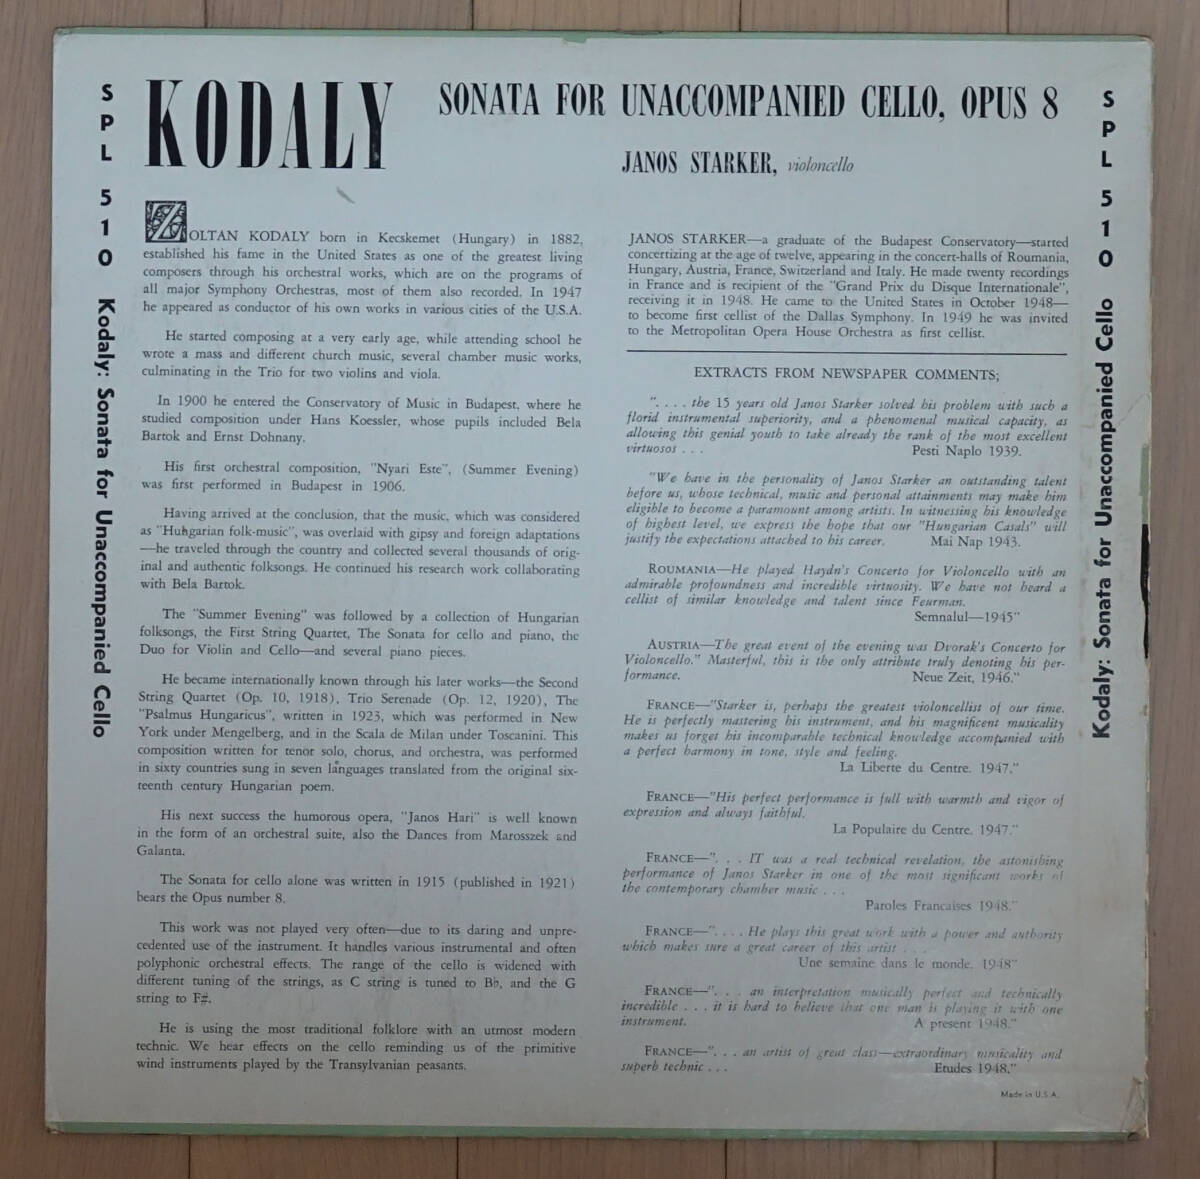 KODALY
SONATA FOR UNACCOMPANIED CELLO, OPUS 8
JANOS STARKER, violoncello
SPL 510 Kodaly: Sonata for Unaccompanied Cello
ZOLTAN KODALY born in Kecskemet (Hungary) in 1882,
established his fame in the United States as one of the greatest living
composers through his orchestral works, which are on the programs of
all major Symphony Orchestras, most of them also recorded. In 1947
he appeared as conductor of his own works in various cities of the U.S.A.
He started composing at a very early age, while attending school he
wrote a mass and different church music, several chamber music works,
culminating in the Trio for two violins and viola.
In 1900 he entered the Conservatory of Music in Budapest, where he
studied composition under Hans Koessler, whose pupils included Bela
Bartok and Ernst Dohnany.
His first orchestral composition, "Nyari Este", (Summer Evening)
was first performed in Budapest in 1906.
Having arrived at the conclusion, that the music, which was considered
as "Huhgarian folk-music", was overlaid with gipsy and foreign adaptations
—he traveled through the country and collected several thousands of orig-
inal and authentic folksongs. He continued his research work collaborating
with Bela Bartok.
The "Summer Evening" was followed by a collection of Hungarian
folksongs, the First String Quartet, The Sonata for cello and piano, the
Duo for Violin and Cello—and several piano pieces.
He became internationally known through his later works—the Second
String Quartet (Op. 10, 1918), Trio Serenade (Op. 12, 1920), The
"Psalmus Hungaricus", written in 1923, which was performed in New
York under Mengelberg, and in the Scala de Milan under Toscanini. This
composition written for tenor solo, chorus, and orchestra, was performed
in sixty countries sung in seven languages translated from the original six-
teenth century Hungarian poem.
His next success the humorous opera, "Janos Hari" is well known
in the form of an orchestral suite, also the Dances from Marosszek and
Galanta.
The Sonata for cello alone was written in 1915 (published in 1921)
bears the Opus number 8.
This work was not played very often—due to its daring and unpre-
cedented use of the instrument. It handles various instrumental and often
polyphonic orchestral effects. The range of the cello is widened with
different tuning of the strings, as C string is tuned to B♭, and the G
string to F#.
He is using the most traditional folklore with an utmost modern
technic. We hear effects on the cello reminding us of the primitive
wind instruments played by the Transylvanian peasants.
JANOS STARKER—a graduate of the Budapest Conservatory—started
concertizing at the age of twelve, appearing in the concert-halls of Roumania,
Hungary, Austria, France, Switzerland and Italy. He made twenty recordings
in France and is recipient of the "Grand Prix du Disque Internationale",
receiving it in 1948. He came to the United States in October 1948—
to become first cellist of the Dallas Symphony. In 1949 he was invited
to the Metropolitan Opera House Orchestra as first cellist.
EXTRACTS FROM NEWSPAPER COMMENTS;
". . . . the 15 years old Janos Starker solved his problem with such a
florid instrumental superiority, and a phenomenal musical capacity, as
allowing this genial youth to take already the rank of the most excellent
virtuosos . . . Pesti Naplo 1939.
"We have in the personality of Janos Starker an outstanding talent
before us, whose technical, music and personal attainments may make him
eligible to become a paramount among artists. In witnessing his knowledge
of highest level, we express the hope that our "Hungarian Casals" will
justify the expectations attached to his career. Mai Nap 1943.
ROUMANIA—He played Haydn's Concerto for Violoncello with an
admirable profoundness and incredible virtuosity. We have not heard a
cellist of similar knowledge and talent since Feurman.
Semnalul—1945"
AUSTRIA—The great event of the evening was Dvorak's Concerto for
Violoncello." Masterful, this is the only attribute truly denoting his per-
formance. Neue Zeit, 1946."
FRANCE—"Starker is, perhaps the greatest violoncellist of our time.
He is perfectly mastering his instrument, and his magnificent musicality
makes us forget his incomparable technical knowledge accompanied with
a perfect harmony in tone, style and feeling.
La Liberte du Centre. 1947."
FRANCE—"His perfect performance is full with warmth and vigor of
expression and always faithful.
La Populaire du Centre. 1947."
FRANCE—". . . IT was a real technical revelation, the astonishing
performance of Janos Starker in one of the most significant works of
the contemporary chamber music . . .
Paroles Francaises 1948."
FRANCE—". . . . He plays this great work with a power and authority
which makes sure a great career of this artist . . .
Une semaine dans le monde. 1948"
FRANCE—". . . an interpretation musically perfect and technically
incredible . . . it is hard to believe that one man is playing it with one
instrument. A present 1948."
FRANCE—". . . an artist of great class—extraordinary musicality and
superb technic . . . Etudes 1948."
Made in U.S.A.
SPL 510 Kodaly: Sonata for Unaccompanied Cello